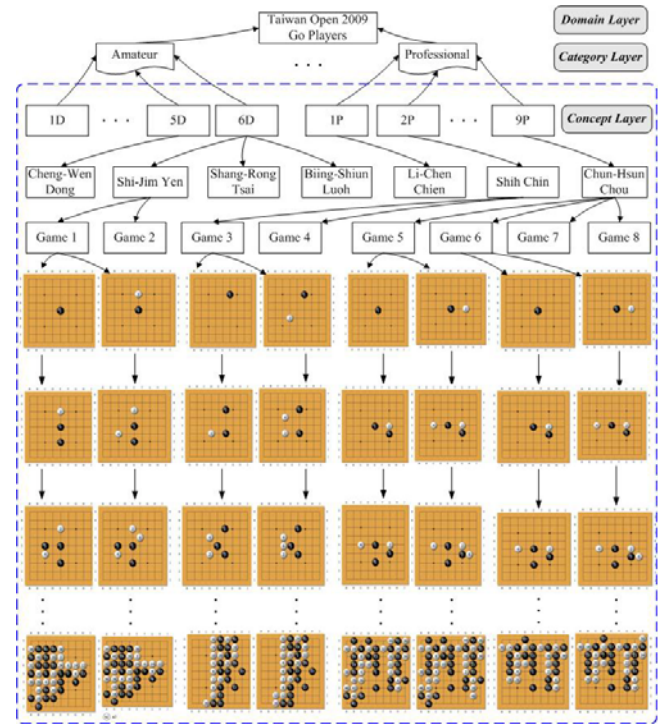 Taiwan Open 2009
Go Players
Domain Layer
Amateur
. . .
Professional
Category Layer
1D
. . .
5D
6D
1P
2P
. . .
9P
Concept Layer
Cheng-Wen
Dong
Shi-Jim Yen
Shang-Rong
Tsai
Biing-Shiun
Luoh
Li-Chen
Chien
Shih Chin
Chun-Hsun
Chou
Game 1
Game 2
Game 3
Game 4
Game 5
Game 6
Game 7
Game 8